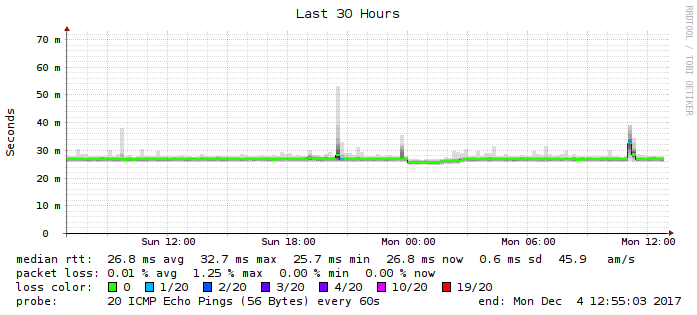 Last 30 Hours
RRDTOOL / TOBI OETIKER
Seconds
70 m
60 m
50 m
40 m
30 m
20 m
10 m
0
Sun 12:00 Sun 18:00 Mon 00:00 Mon 06:00 Mon 12:00
median rtt: 26.8 ms avg 32.7 ms max 25.7 ms min 26.8 ms now 0.6 ms sd 45.9 am/s
packet loss: 0.01 % avg 1.25 % max 0.00 % min 0.00 % now
loss color: 0 1/20 2/20 3/20 4/20 10/20 19/20
probe: 20 ICMP Echo Pings (56 Bytes) every 60s end: Mon Dec 4 12:55:03 2017